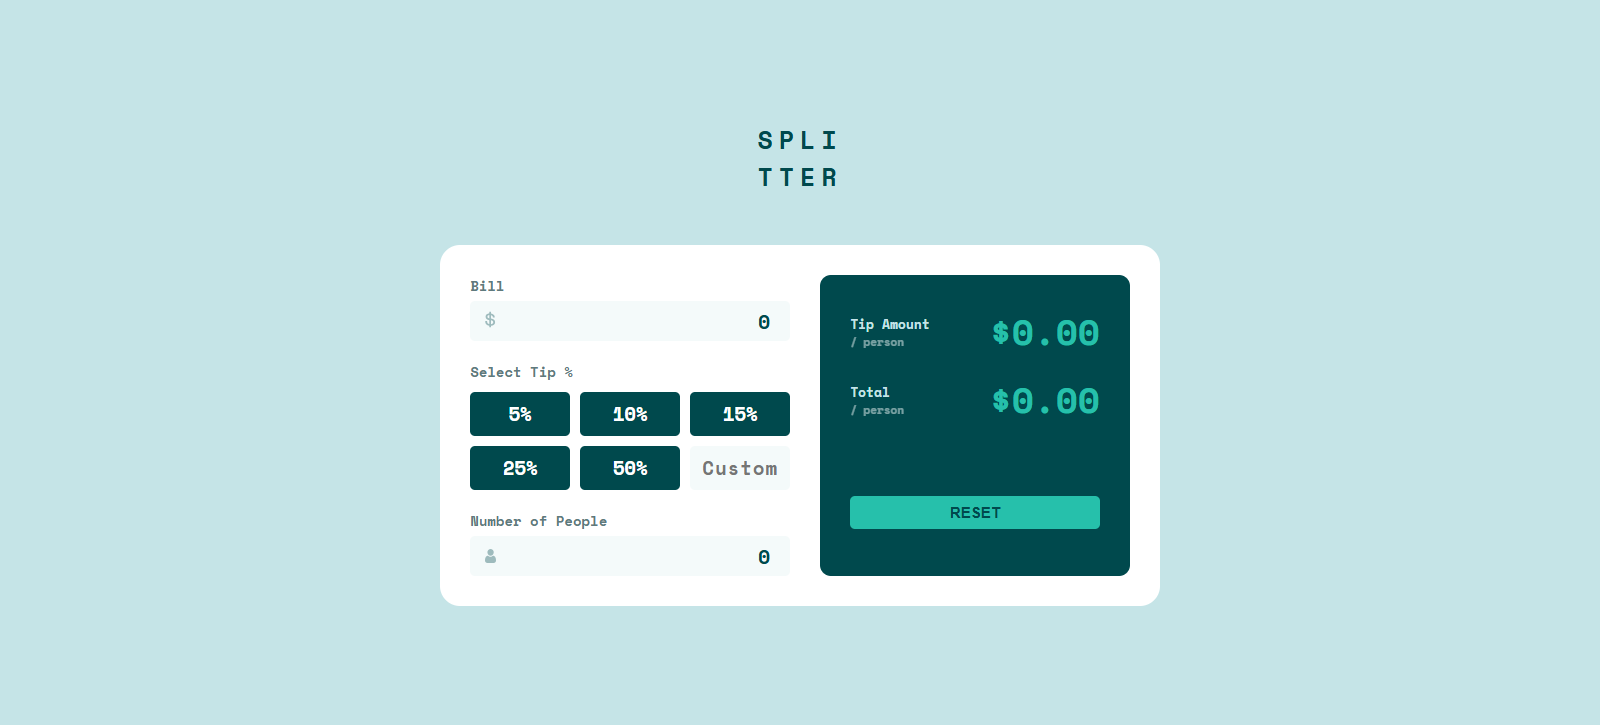 SPLI
TTER
Bill
$ 0
Select Tip %
5% 10% 15%
25% 50% Custom
Number of People
0
Tip Amount
/ person
$0.00
Total
/ person
$0.00
RESET